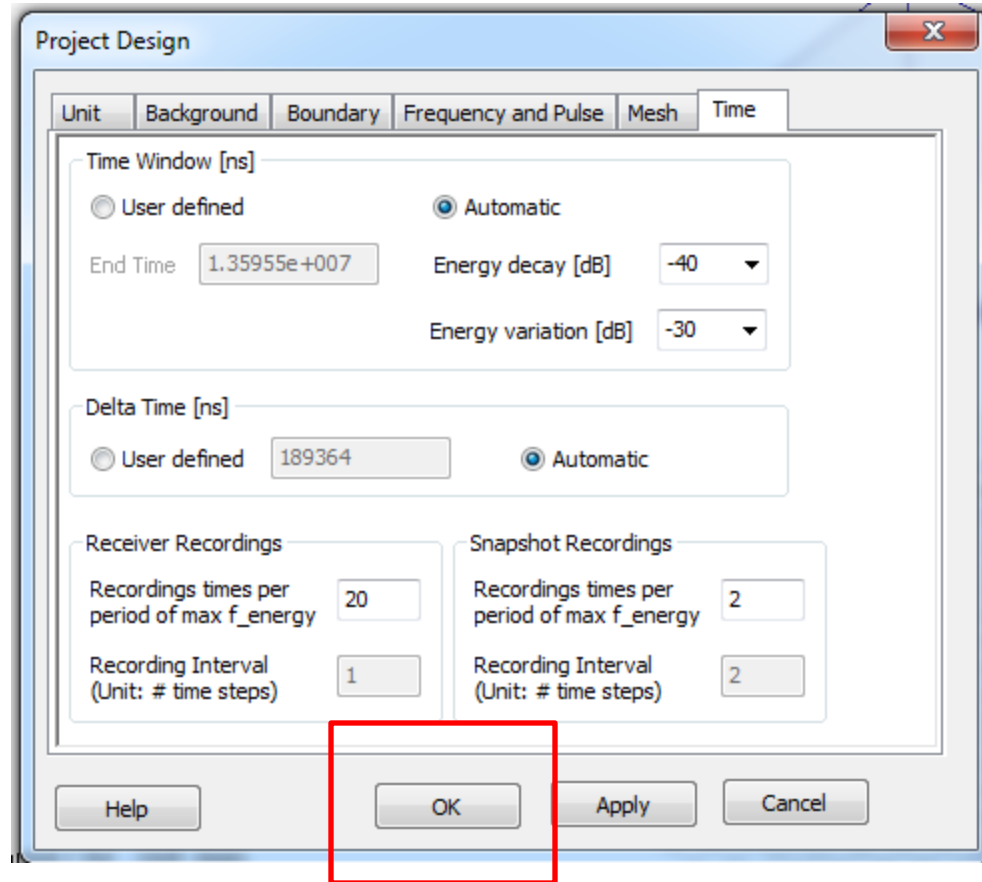 Project Design
Unit Background Boundary Frequency and Pulse Mesh Time
Time Window [ns]
User defined Automatic
End Time 1.35955e+007 Energy decay [dB] -40
Energy variation [dB] -30
Delta Time [ns]
User defined 189364 Automatic
Receiver Recordings
Recordings times per
period of max f_energy
20
Recording Interval
(Unit: # time steps)
1
Snapshot Recordings
Recordings times per
period of max f_energy
2
Recording Interval
(Unit: # time steps)
2
Help OK Apply Cancel